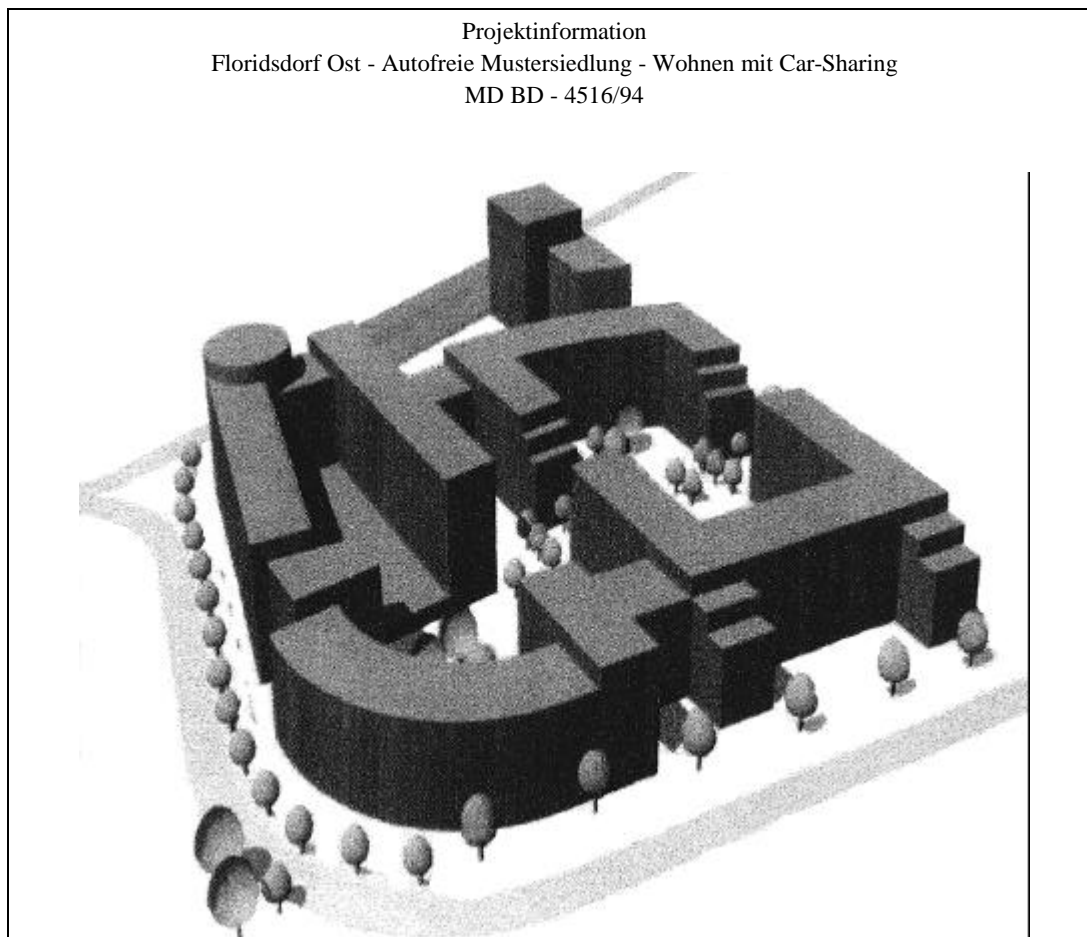 Projektinformation
Floridsdorf Ost - Autofreie Mustersiedlung - Wohnen mit Car-Sharing
MD BD - 4516/94